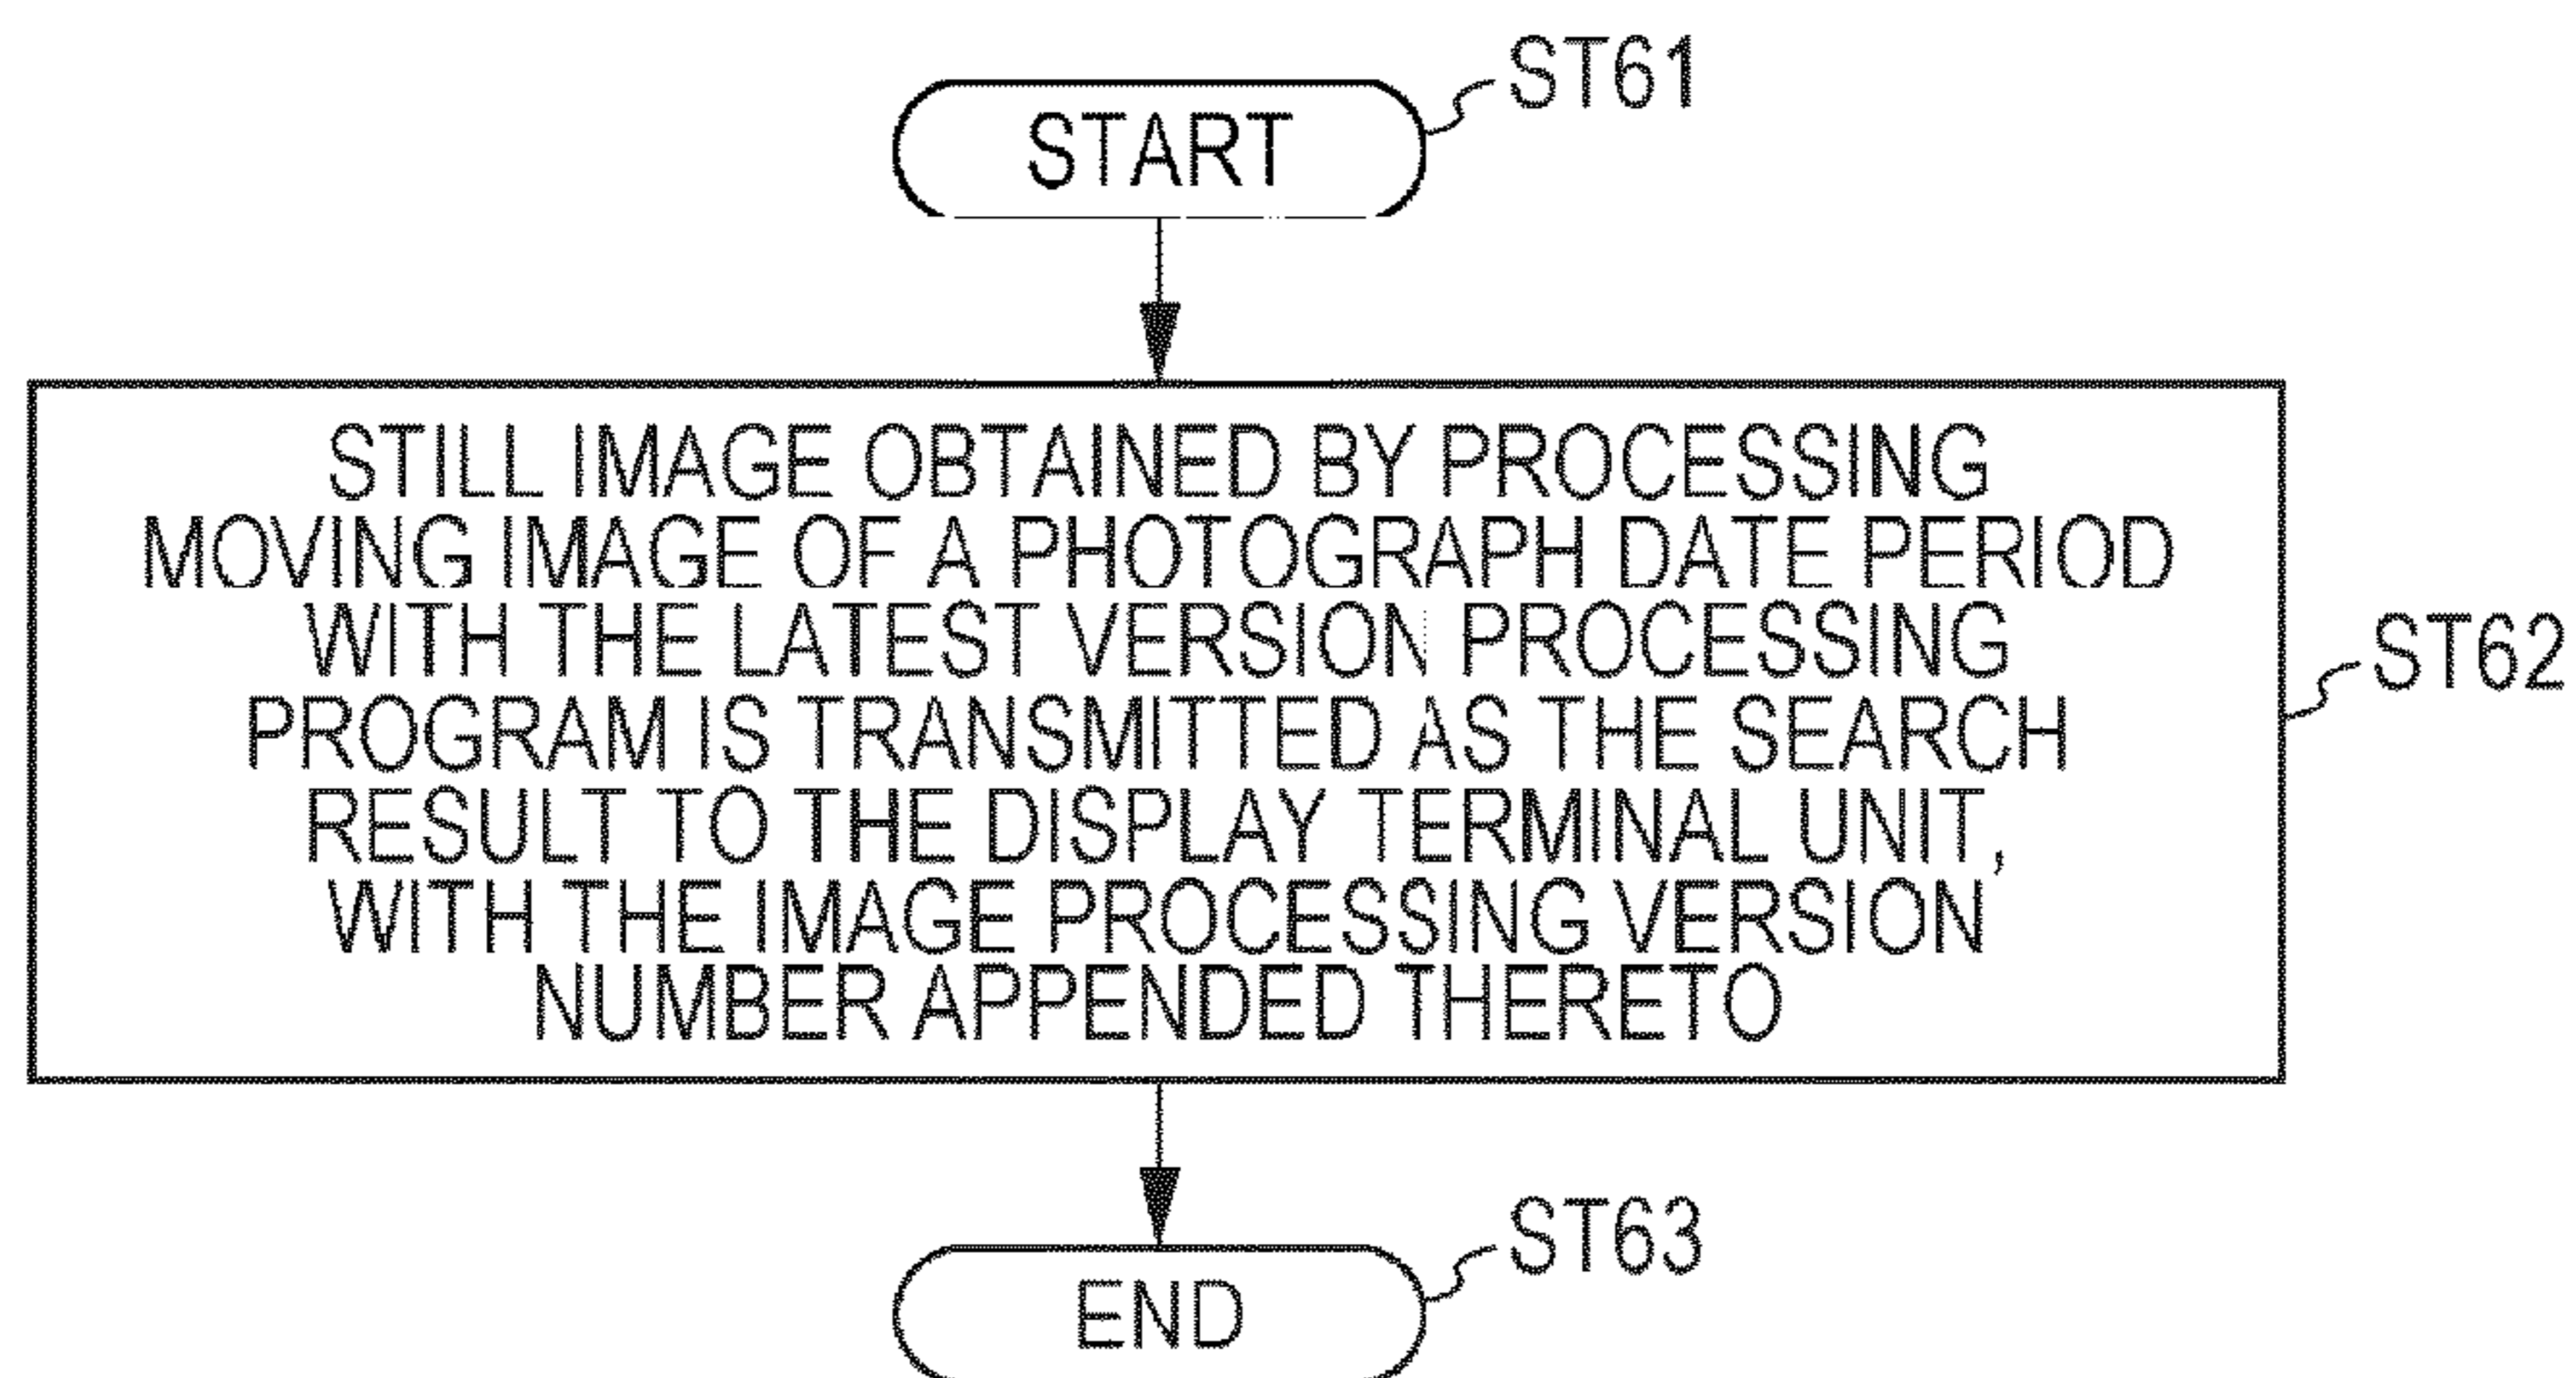 START
ST61
STILL IMAGE OBTAINED BY PROCESSING
MOVING IMAGE OF A PHOTOGRAPH DATE PERIOD
WITH THE LATEST VERSION PROCESSING
PROGRAM IS TRANSMITTED AS THE SEARCH
RESULT TO THE DISPLAY TERMINAL UNIT,
WITH THE IMAGE PROCESSING VERSION
NUMBER APPENDED THERETO
ST62
END
ST63